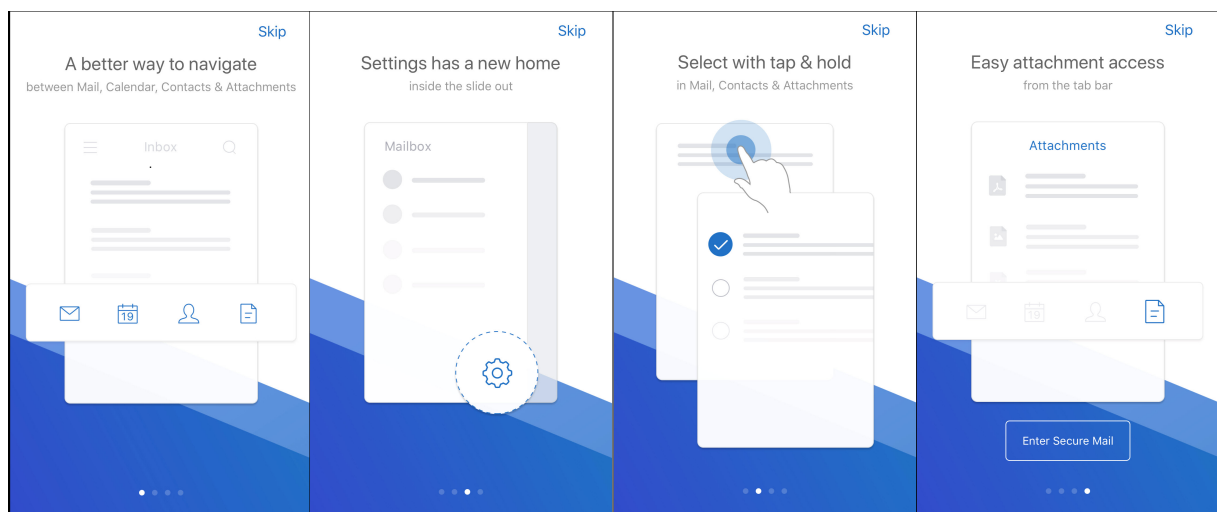 Skip
A better way to navigate
between Mail, Calendar, Contacts & Attachments
Inbox
19
Skip
Settings has a new home
inside the slide out
Mailbox
Skip
Select with tap & hold
in Mail, Contacts & Attachments
Skip
Easy attachment access
from the tab bar
Attachments
19
Enter Secure Mail